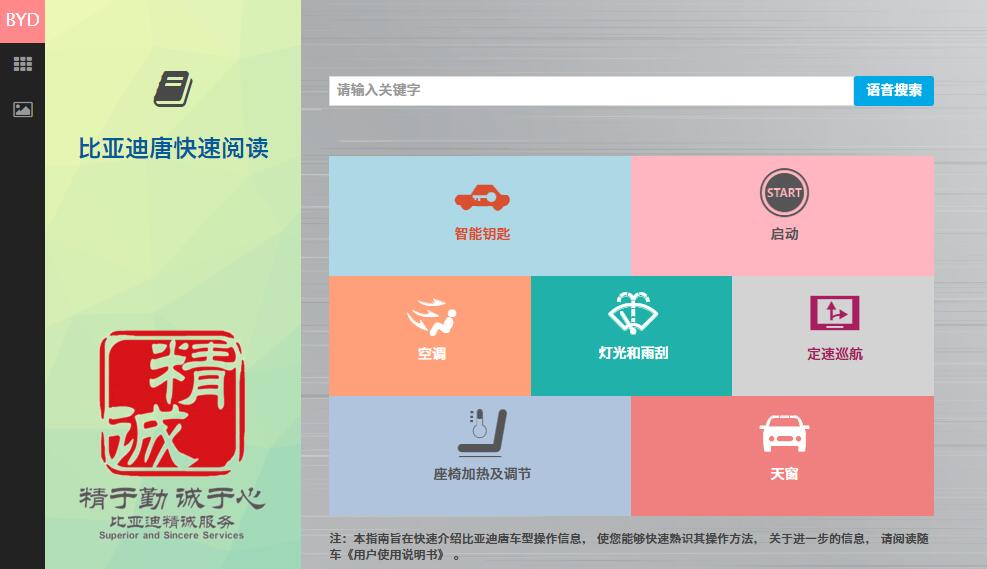 BYD
比亚迪唐快速阅读
精诚
精于勤 诚于心
比亚迪精诚服务
Superior and Sincere Services
请输入关键字
语音搜索
智能钥匙
START
启动
空调
灯光和雨刮
定速巡航
座椅加热及调节
天窗
注：本指南旨在快速介绍比亚迪唐车型操作信息， 使您能够快速熟识其操作方法， 关于进一步的信息， 请阅读随
车《用户使用说明书》 。